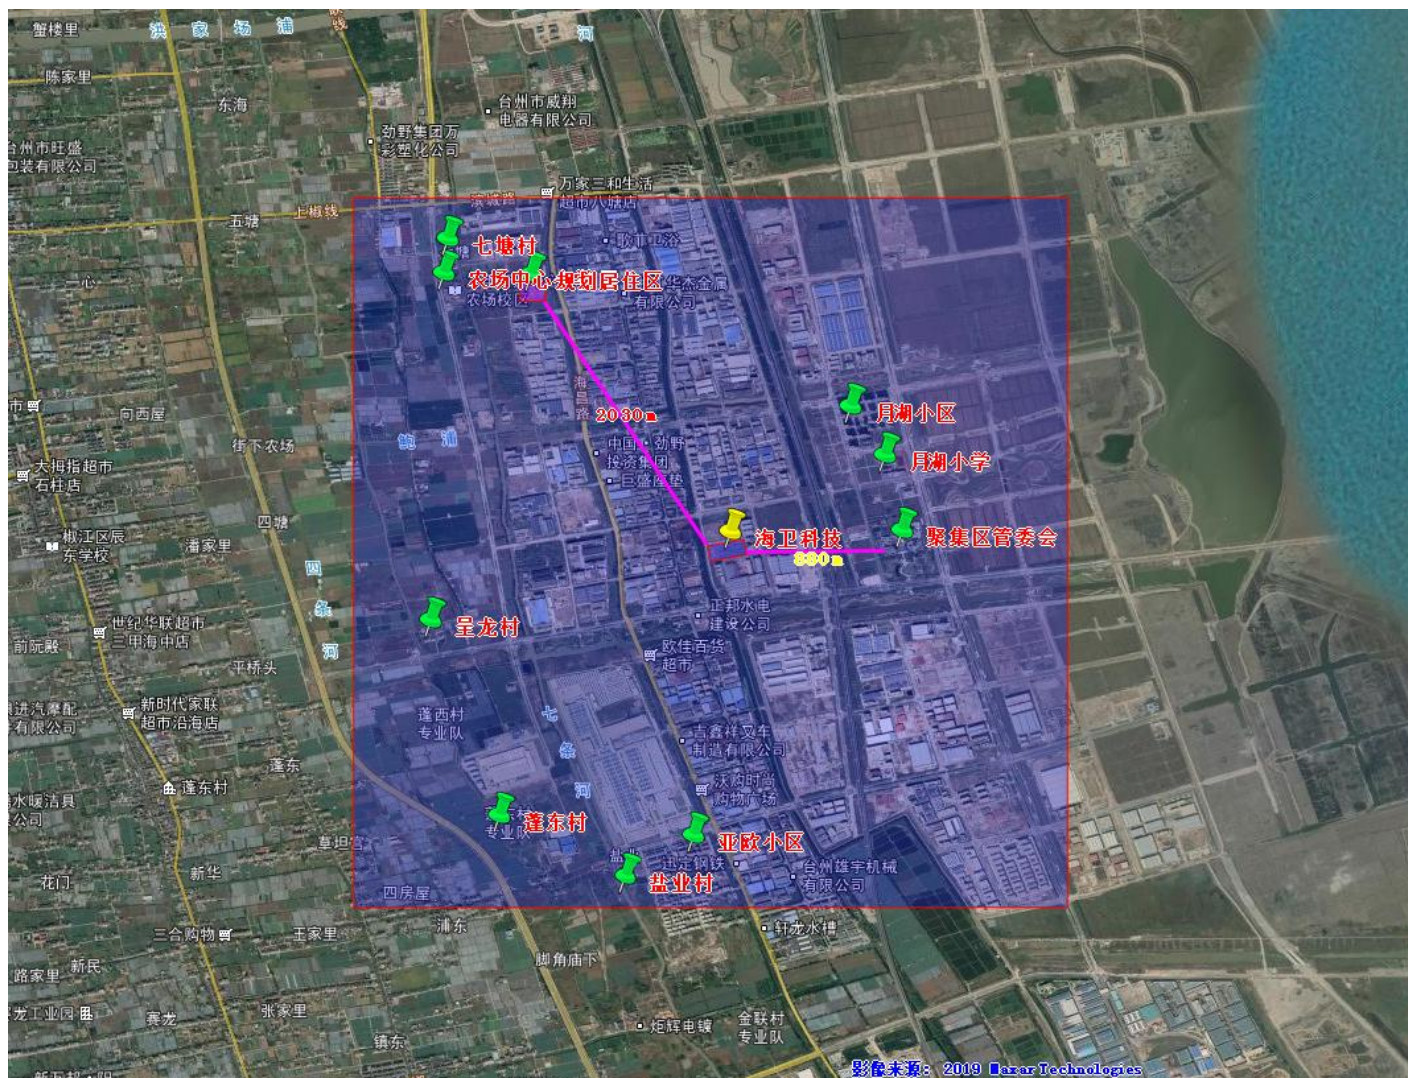 蟹楼里
洪家场浦
河
陈家里
东海
台州市威翔
电器有限公司
劲野集团万
彩塑化公司
台州市旺盛
包装有限公司
万家三和生活
超市八塘店
滨城路
上椒线
五塘
七塘村
歌菲卫浴
一心
农场中心
规划居住区
农场校区
华杰金属
有限公司
海昌路
月湖小区
2030m
向西屋
街下农场
鲍浦
中国·劲野
投资集团
巨盛座垫
月湖小学
大拇指超市
石柱店
四塘
椒江区辰
东学校
潘家里
海卫科技
880m
聚集区管委会
四条河
正邦水电
建设公司
世纪华联超市
三甲海中店
呈龙村
前阮殿
平桥头
欧佳百货
超市
新时代家联
超市沿海店
进汽摩配
有限公司
蓬西村
专业队
七条河
吉鑫祥叉车
制造有限公司
蓬东
蓬东村
沃购时尚
购物广场
水暖洁具
公司
蓬东村
专业队
亚欧小区
草坦宫
迅定钢铁
台州雄宇机械
有限公司
新华
花门
盐业村
四房屋
浦东
三合购物
王家里
轩龙水槽
脚角庙下
新民
路家里
张家里
赛龙
龙工业园
炬辉电镀
金联村
专业队
镇东
影像来源： 2019 Maxar Technologies